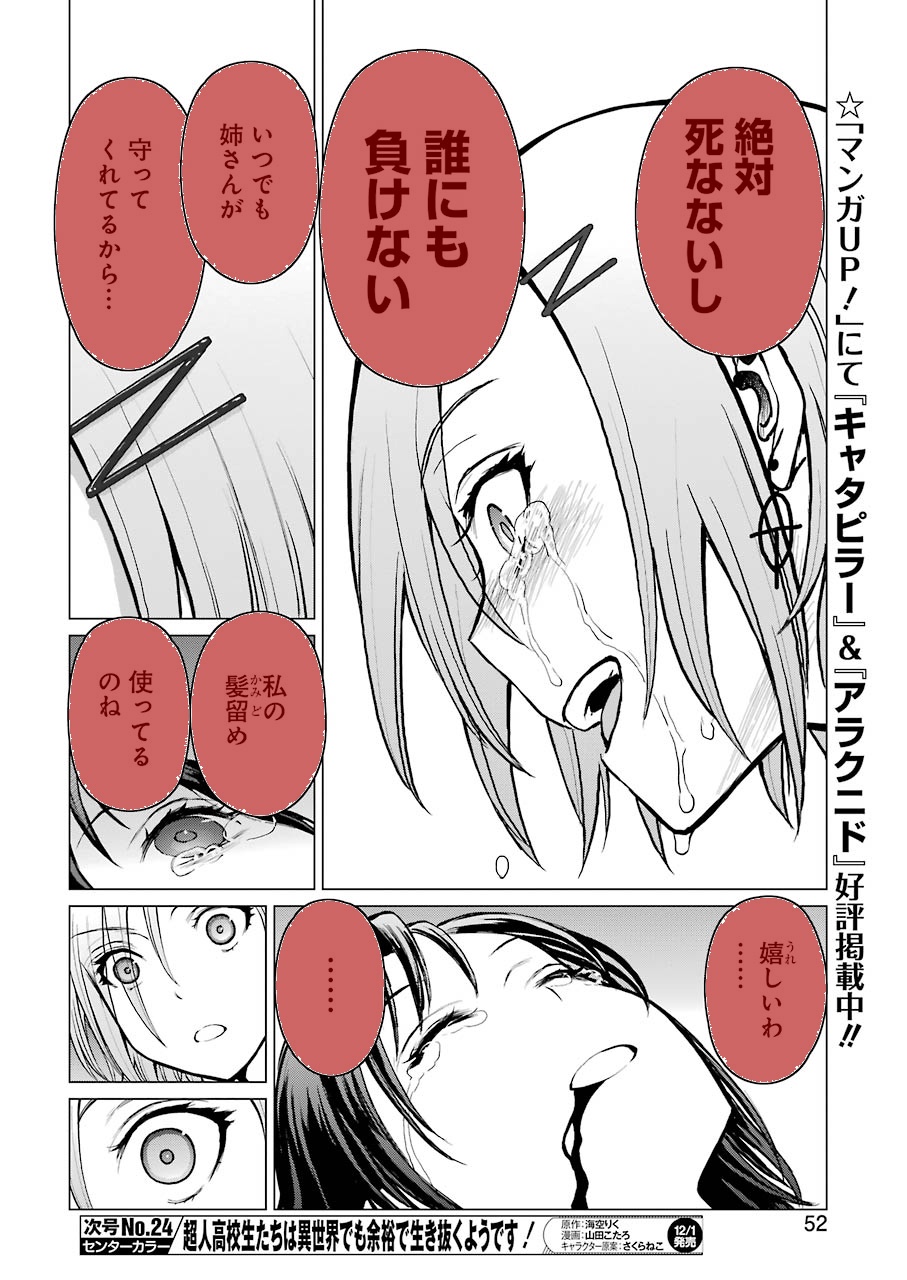 ☆「マンガUP！」にて『キャタピラー』&『アラクニド』好評掲載中!!
絶対
死なないし
誰にも
負けない
いつでも
姉さんが
守って
くれてるから…
私の
髪留め
かみど
使ってる
のね
嬉しいわ
うれ
……
……
52
次号No.24
センターカラー
超人高校生たちは異世界でも余裕で生き抜くようです！
原作：海空りく
漫画：山田こたろ
キャラクター原案：さくらねこ
12/1
発売